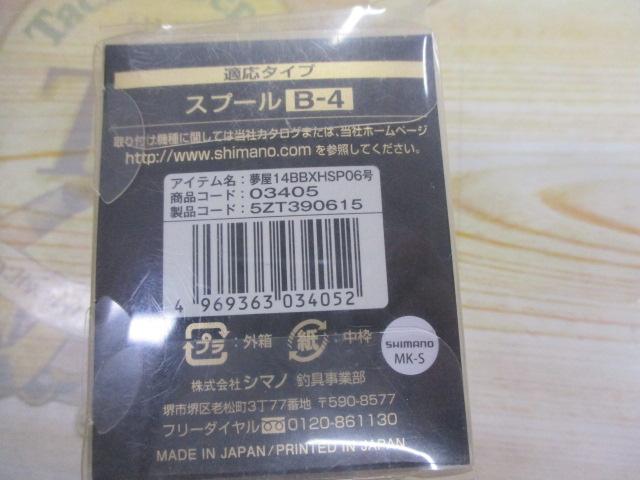 適応タイプ
スプール B-4
取り付け機種に関しては当社カタログまたは、当社ホームページ
http://www.shimano.com を参照してください。
アイテム名：夢屋14BBXHSP06号
商品コード：03405
製品コード：5ZT390615
4 969363 034052
プラ：外箱 紙：中枠
SHIMANO
MK-S
株式会社シマノ 釣具事業部
堺市堺区老松町3丁77番地 〒590-8577
フリーダイヤル 0120-861130
MADE IN JAPAN/PRINTED IN JAPAN